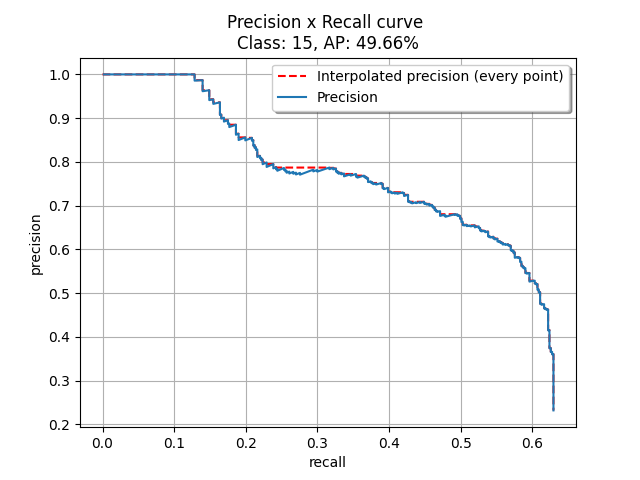 Precision x Recall curve
Class: 15, AP: 49.66%
Interpolated precision (every point)
Precision
1.0
0.9
0.8
0.7
0.6
0.5
0.4
0.3
0.2
precision
0.0 0.1 0.2 0.3 0.4 0.5 0.6
recall